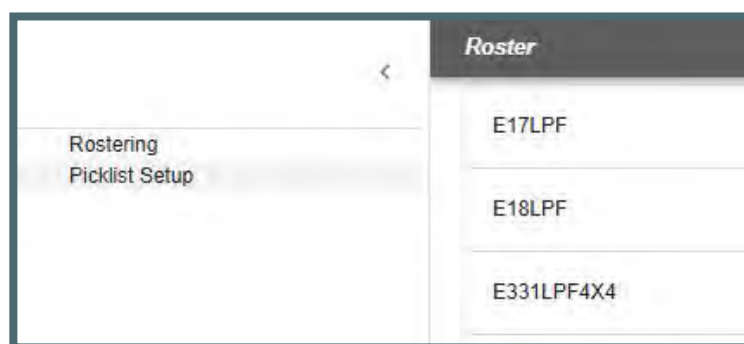 Rostering
Picklist Setup
Roster
E17LPF
E18LPF
E331LPF4X4